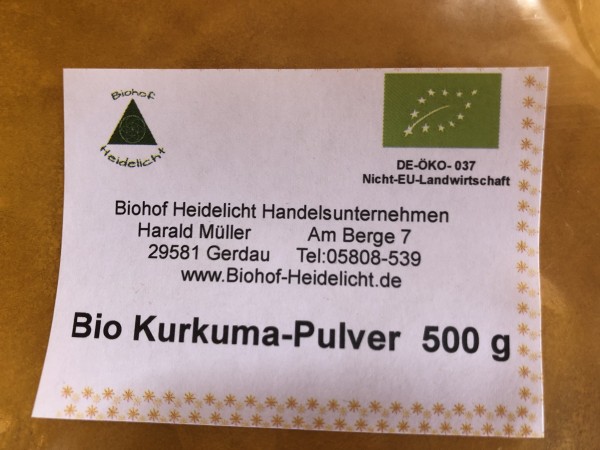 Biohof
Heidelicht
DE-ÖKO- 037
Nicht-EU-Landwirtschaft
Biohof Heidelicht Handelsunternehmen
Harald Müller Am Berge 7
29581 Gerdau Tel:05808-539
www.Biohof-Heidelicht.de
Bio Kurkuma-Pulver 500 g